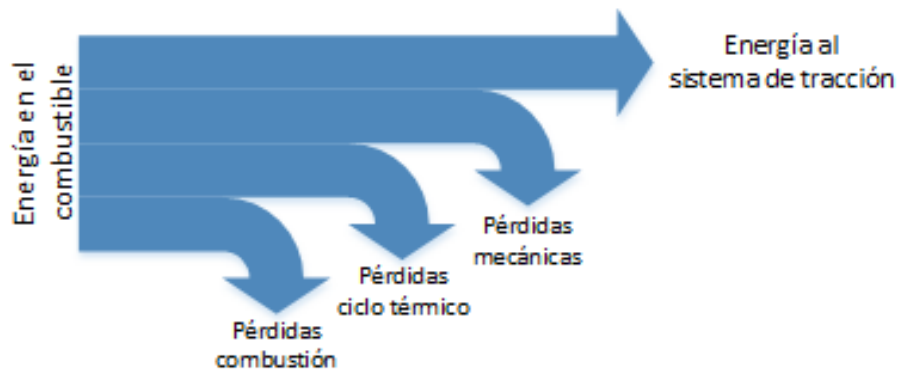 Energía en el
combustible
Energía al
sistema de tracción
Pérdidas
mecánicas
Pérdidas
ciclo térmico
Pérdidas
combustión